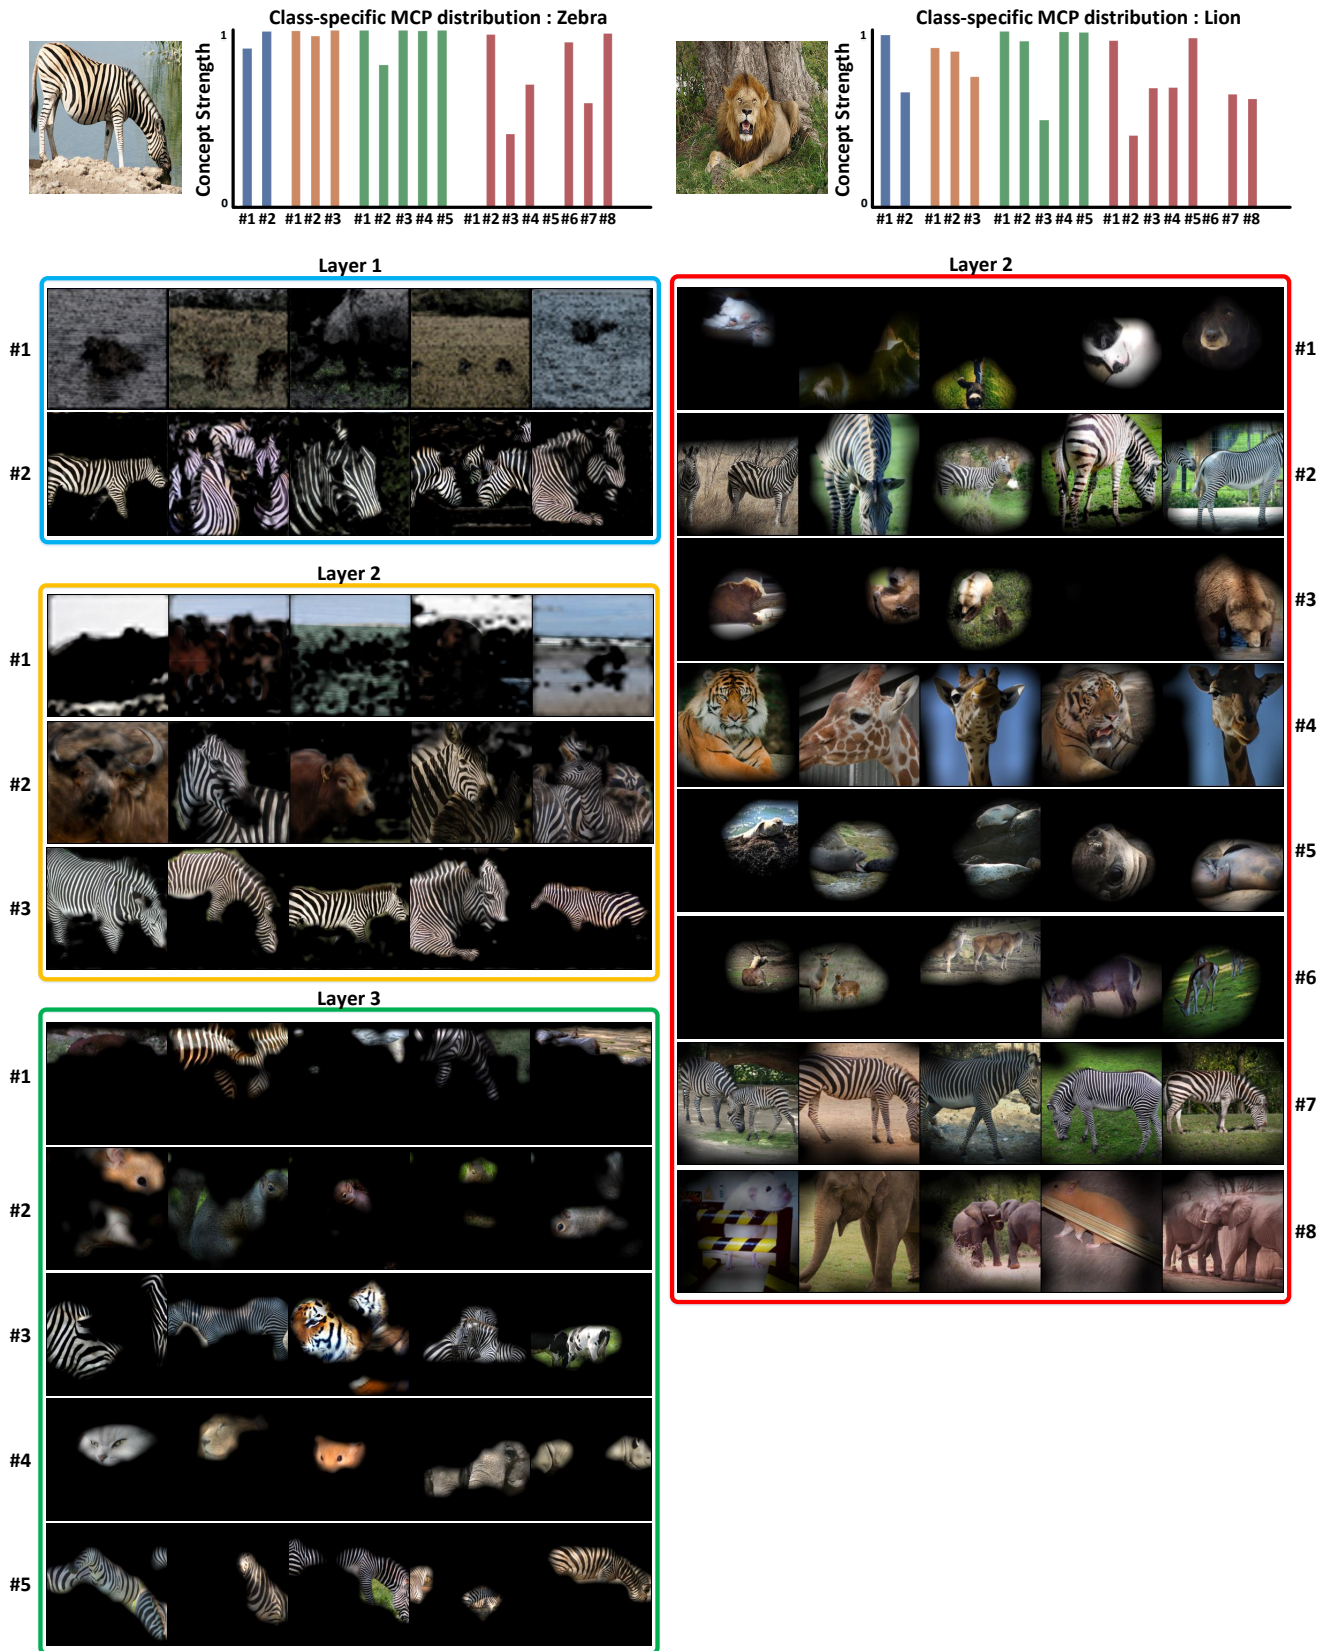 Class-specific MCP distribution : Zebra
Concept Strength
1
0
#1 #2 #1 #2 #3 #1 #2 #3 #4 #5 #1 #2 #3 #4 #5 #6 #7 #8
Class-specific MCP distribution : Lion
Concept Strength
1
0
#1 #2 #1 #2 #3 #1 #2 #3 #4 #5 #1 #2 #3 #4 #5 #6 #7 #8
Layer 1
#1
#2
Layer 2
#1
#2
#3
Layer 3
#1
#2
#3
#4
#5
Layer 2
#1
#2
#3
#4
#5
#6
#7
#8